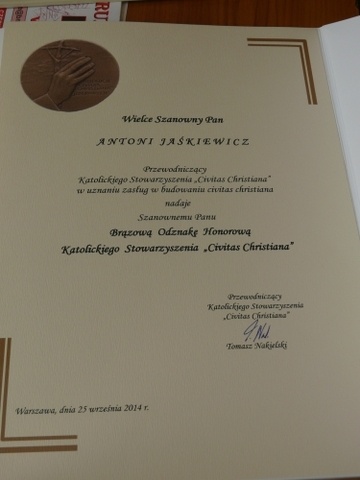 RU
Wielce Szanowny Pan
ANTONI JAŚKIEWICZ
Przewodniczący
Katolickiego Stowarzyszenia „Civitas Christiana”
w uznaniu zasług w budowaniu civitas christiana
nadaje
Szanownemu Panu
Brązową Odznakę Honorową
Katolickiego Stowarzyszenia „Civitas Christiana”
Przewodniczący
Katolickiego Stowarzyszenia
„Civitas Christiana”
Tomasz Nakielski
Warszawa, dnia 25 września 2014 r.